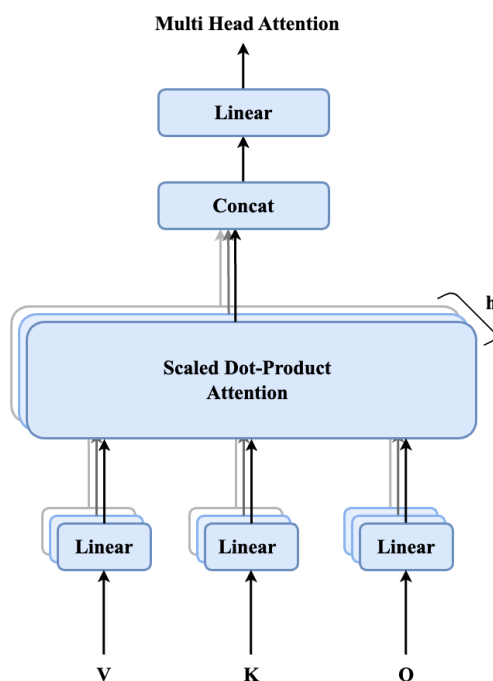 Multi Head Attention
Linear
Concat
h
Scaled Dot-Product
Attention
Linear Linear Linear
V K Q